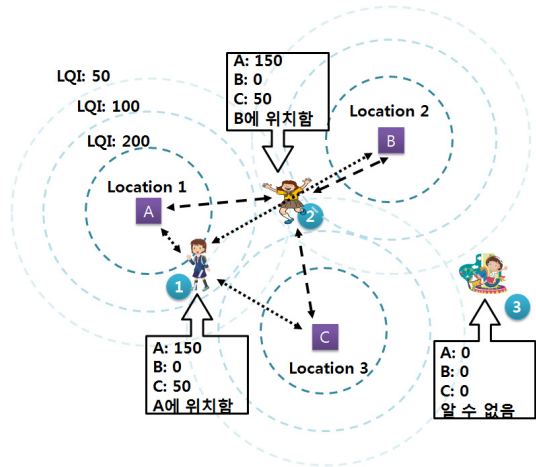 A: 150
B: 0
C: 50
B에 위치함
LQI: 50
LQI: 100
LQI: 200
Location 2
B
Location 1
A
2
1
3
C
Location 3
A: 150
B: 0
C: 50
A에 위치함
A: 0
B: 0
C: 0
알 수 없음